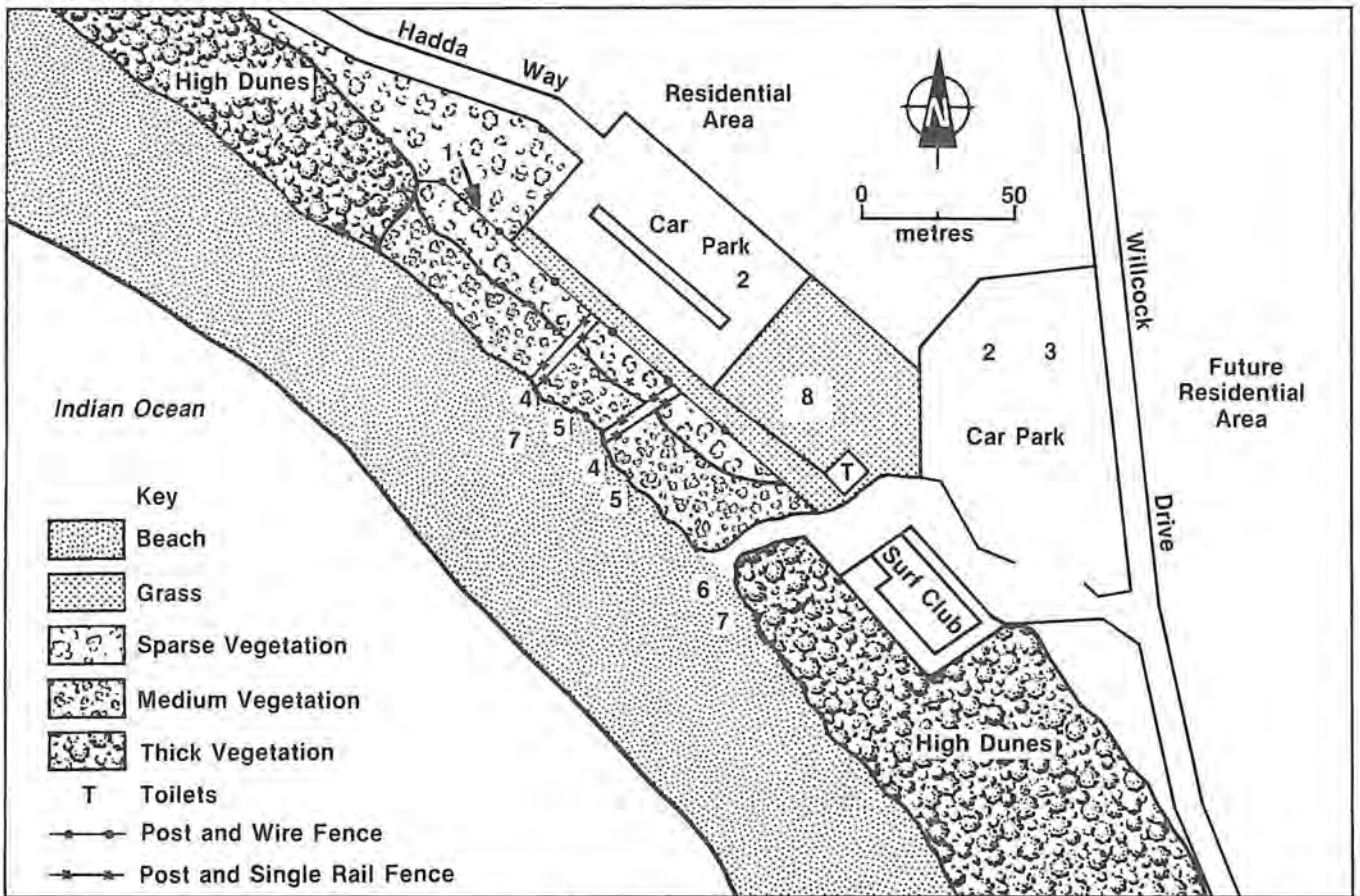 Hadda
Way
High Dunes
Residential
Area
N
0 50
metres
1
Car
Park
2
Willcock
Drive
2 3
Car Park
Future
Residential
Area
Indian Ocean
8
4
7
5
4
5
T
6
7
Surf Club
High Dunes
Key
Beach
Grass
Sparse Vegetation
Medium Vegetation
Thick Vegetation
T Toilets
Post and Wire Fence
Post and Single Rail Fence